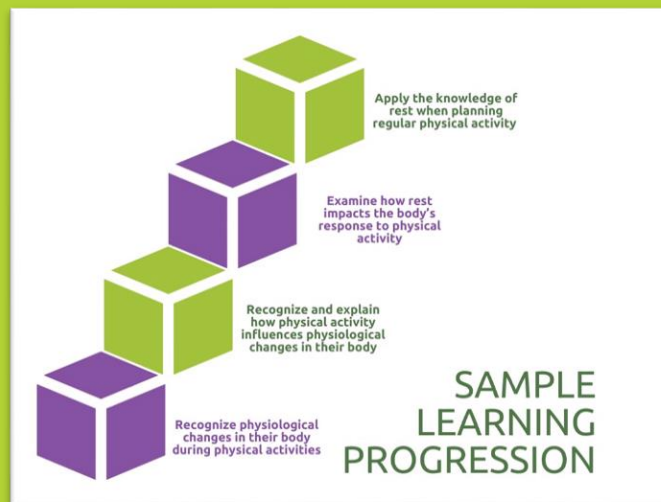 Apply the knowledge of
rest when planning
regular physical activity
Examine how rest
impacts the body's
response to physical
activity
Recognize and explain
how physical activity
influences physiological
changes in their body
Recognize physiological
changes in their body
during physical activities
SAMPLE
LEARNING
PROGRESSION